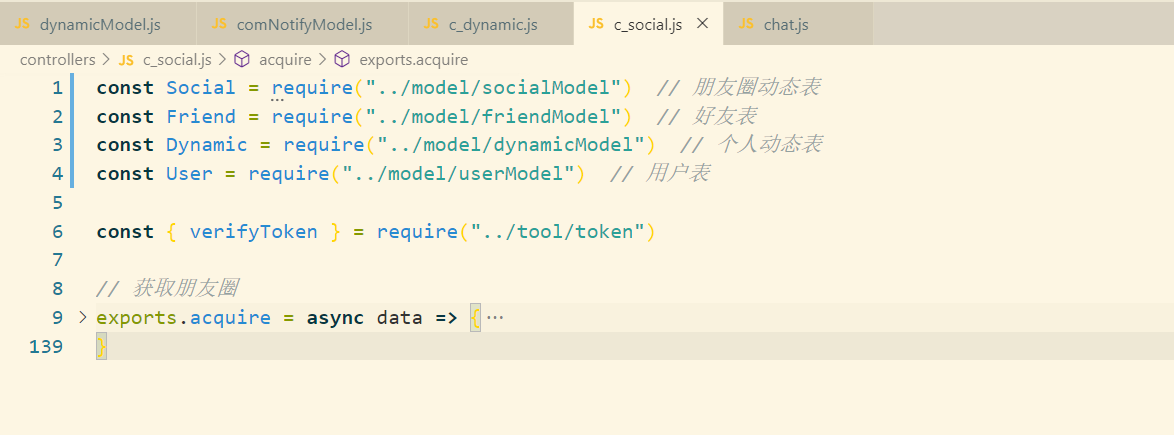 JS dynamicModel.js JS comNotifyModel.js JS c_dynamic.js JS c_social.js × JS chat.js
controllers > JS c_social.js > acquire > exports.acquire
1 const Social = require("../model/socialModel") // 朋友圈动态表
2 const Friend = require("../model/friendModel") // 好友表
3 const Dynamic = require("../model/dynamicModel") // 个人动态表
4 const User = require("../model/userModel") // 用户表
5
6 const { verifyToken } = require("../tool/token")
7
8 // 获取朋友圈
9 > exports.acquire = async data => { ⋯
139 }